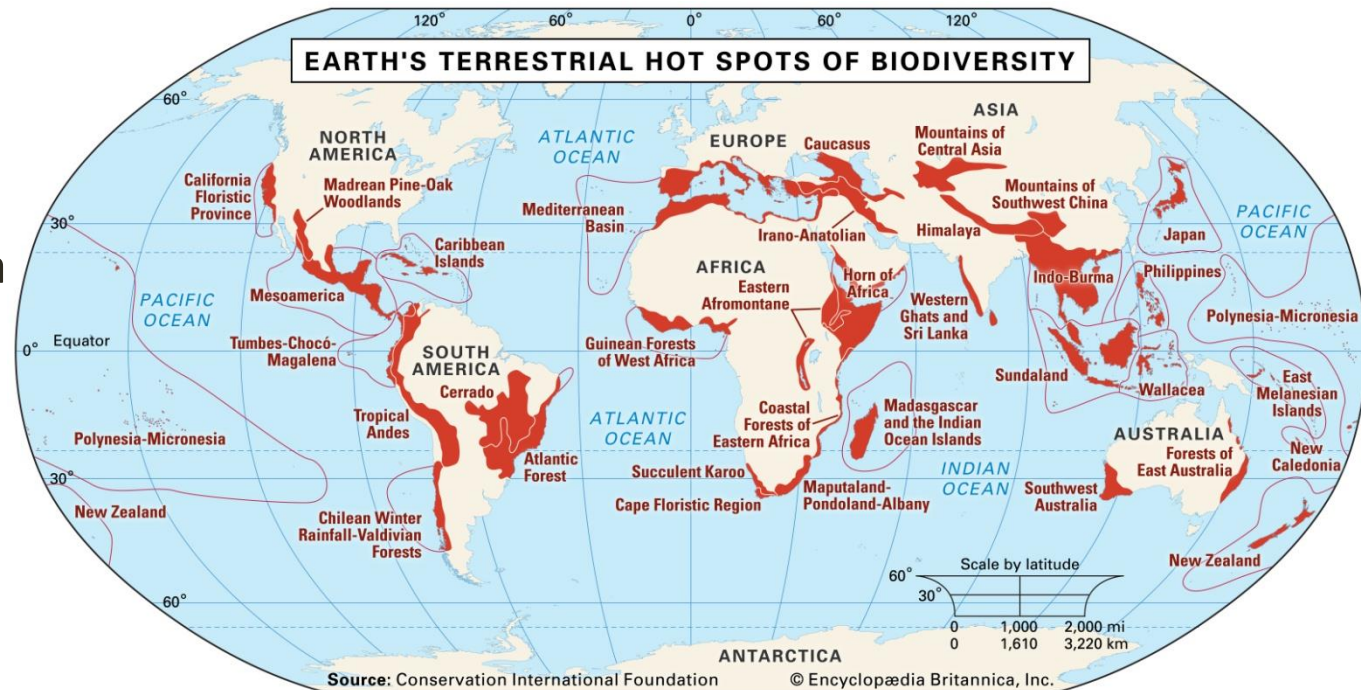 120°
60°
0°
60°
120°
EARTH'S TERRESTRIAL HOT SPOTS OF BIODIVERSITY
60°
NORTH
AMERICA
ATLANTIC
OCEAN
EUROPE
ASIA
Caucasus
Mountains of
Central Asia
California
Floristic
Province
Madrean Pine-Oak
Woodlands
Mountains of
Southwest China
30°
Mediterranean
Basin
Irano-Anatolian
Himalaya
Japan
PACIFIC
OCEAN
Caribbean
Islands
AFRICA
Horn of
Africa
Eastern
Afromontane
Indo-Burma
Philippines
Mesoamerica
PACIFIC
OCEAN
Western
Ghats and
Sri Lanka
Polynesia-Micronesia
Tumbes-Chocó-
Magalena
Guinean Forests
of West Africa
0°
Equator
SOUTH
AMERICA
Cerrado
Sundaland
Wallacea
East
Melanesian
Islands
Tropical
Andes
ATLANTIC
OCEAN
Coastal
Forests of
Eastern Africa
Madagascar
and the Indian
Ocean Islands
AUSTRALIA
Forests of
East Australia
Polynesia-Micronesia
Atlantic
Forest
Succulent Karoo
INDIAN
OCEAN
New
Caledonia
30°
Cape Floristic Region
Maputaland-
Pondoland-Albany
Southwest
Australia
New Zealand
Chilean Winter
Rainfall-Valdivian
Forests
New Zealand
Scale by latitude
60°
30°
60°
0 1,000 2,000 mi
0 1,610 3,220 km
ANTARCTICA
Source: Conservation International Foundation
© Encyclopædia Britannica, Inc.